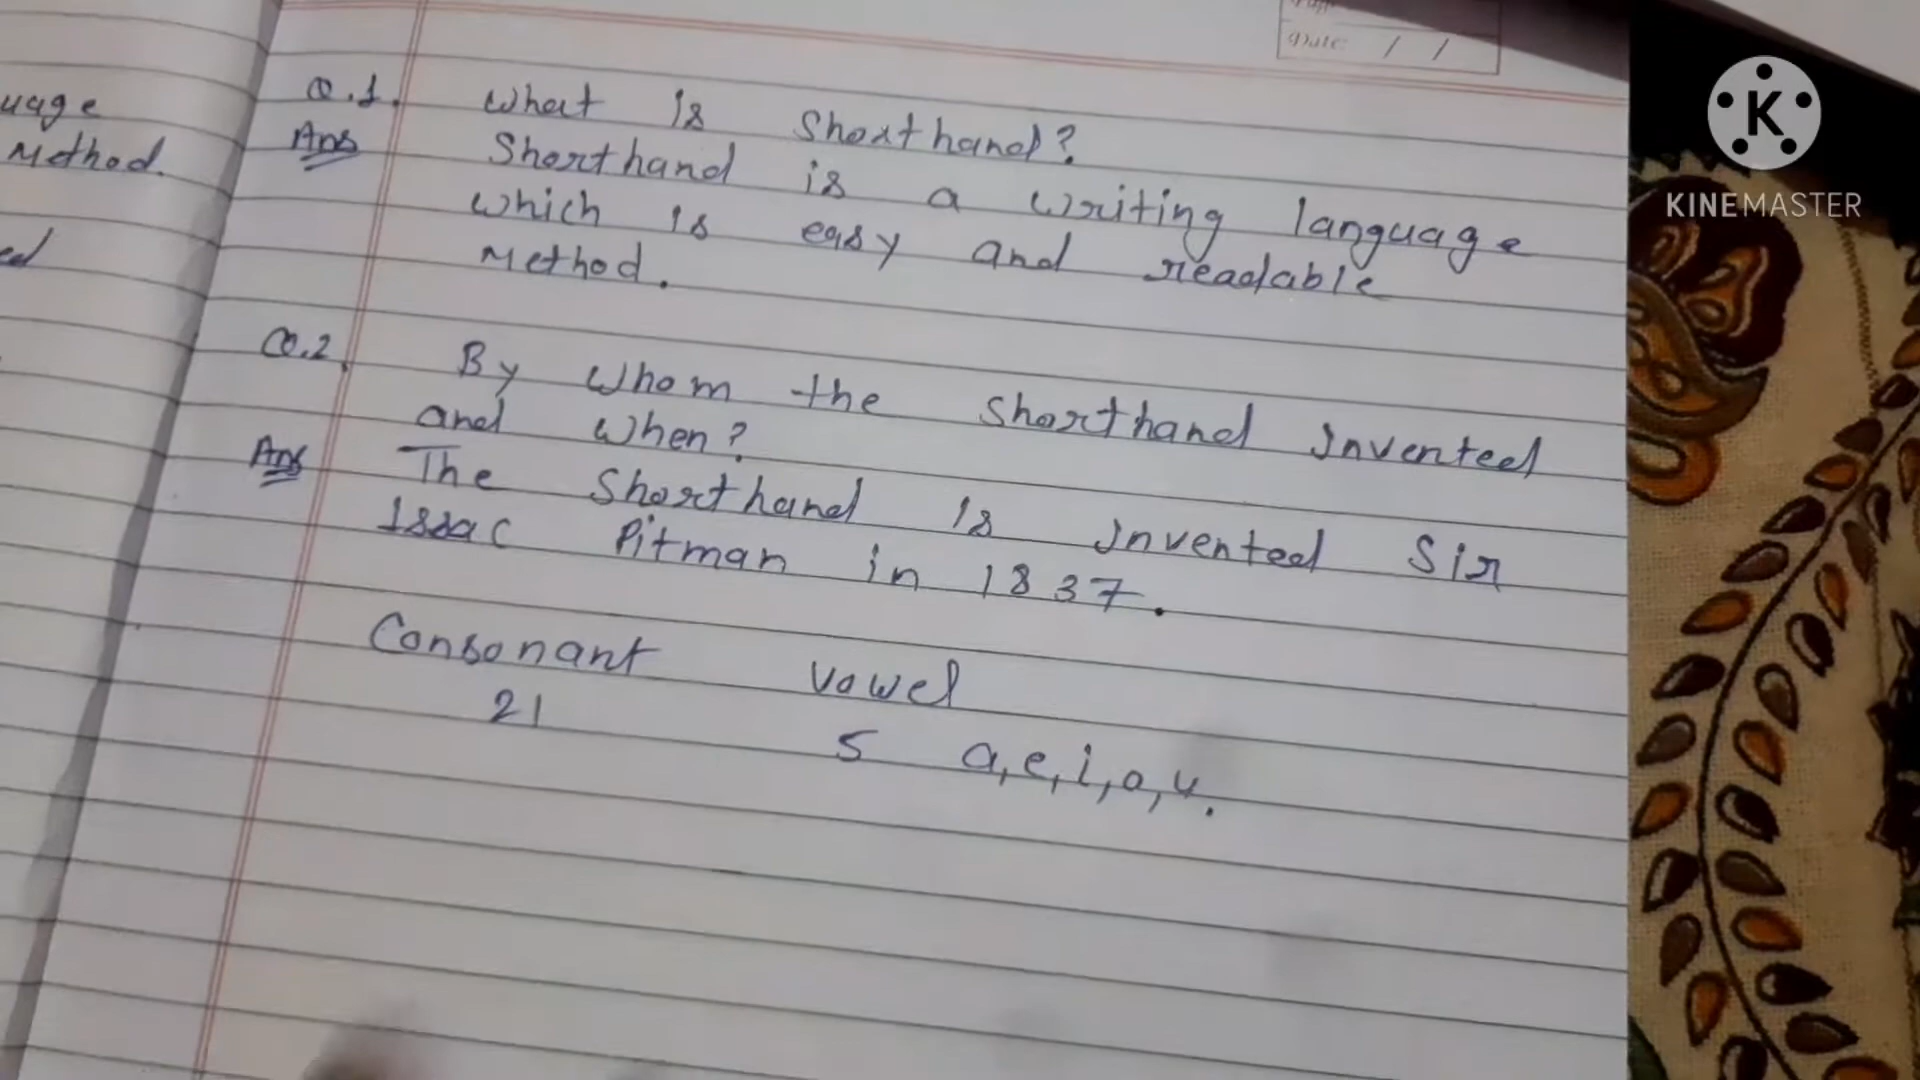 uage
Method.
ed
Date: / /
Q.1. What is Shorthand?
Ans Shorthand is a writing language
which is easy and readable
Method.
Q.2. By whom the shorthand invented
and when?
Ans The Shorthand is invented Sir
Issac Pitman in 1837.
Consonant vowel
21 5 a, e, i, o, u.
K
KINEMASTER